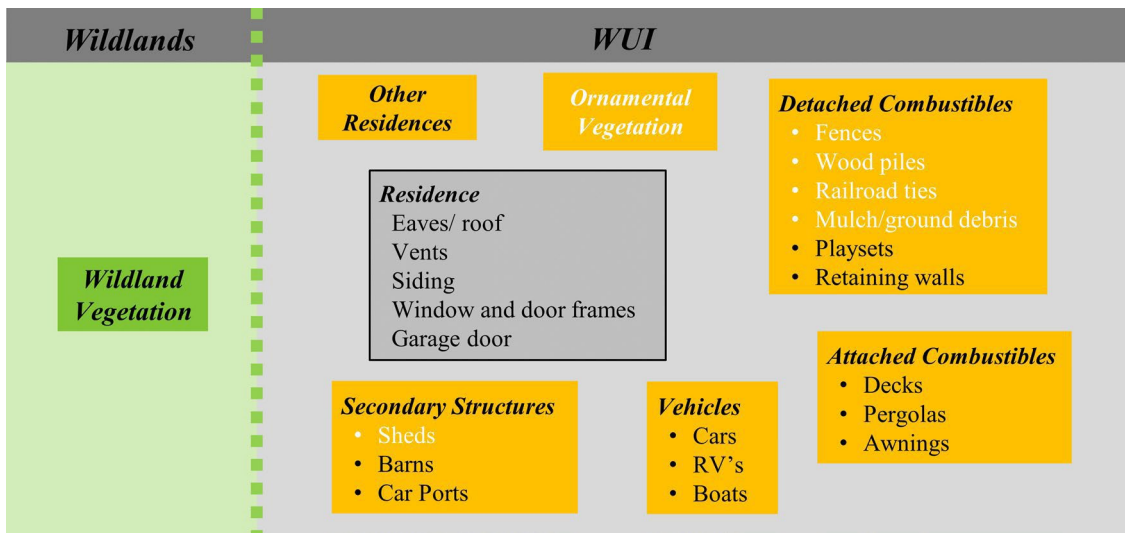 Wildlands
WUI
Other
Residences
Ornamental
Vegetation
Detached Combustibles
• Fences
• Wood piles
• Railroad ties
• Mulch/ground debris
• Playsets
• Retaining walls
Residence
Eaves/ roof
Vents
Siding
Window and door frames
Garage door
Wildland
Vegetation
Attached Combustibles
• Decks
• Pergolas
• Awnings
Secondary Structures
• Sheds
• Barns
• Car Ports
Vehicles
• Cars
• RV’s
• Boats